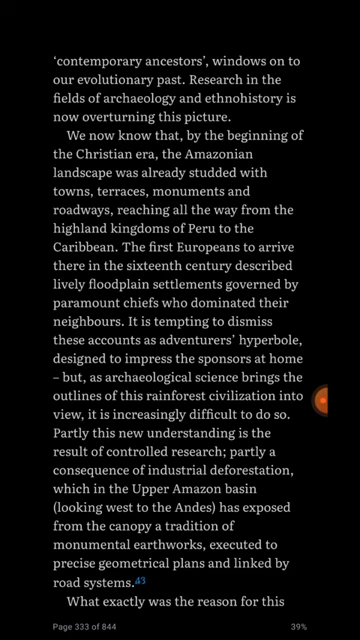 ‘contemporary ancestors’, windows on to
our evolutionary past. Research in the
fields of archaeology and ethnohistory is
now overturning this picture.
We now know that, by the beginning of
the Christian era, the Amazonian
landscape was already studded with
towns, terraces, monuments and
roadways, reaching all the way from the
highland kingdoms of Peru to the
Caribbean. The first Europeans to arrive
there in the sixteenth century described
lively floodplain settlements governed by
paramount chiefs who dominated their
neighbours. It is tempting to dismiss
these accounts as adventurers’ hyperbole,
designed to impress the sponsors at home
– but, as archaeological science brings the
outlines of this rainforest civilization into
view, it is increasingly difficult to do so.
Partly this new understanding is the
result of controlled research; partly a
consequence of industrial deforestation,
which in the Upper Amazon basin
(looking west to the Andes) has exposed
from the canopy a tradition of
monumental earthworks, executed to
precise geometrical plans and linked by
road systems.43
What exactly was the reason for this
Page 333 of 844 39%